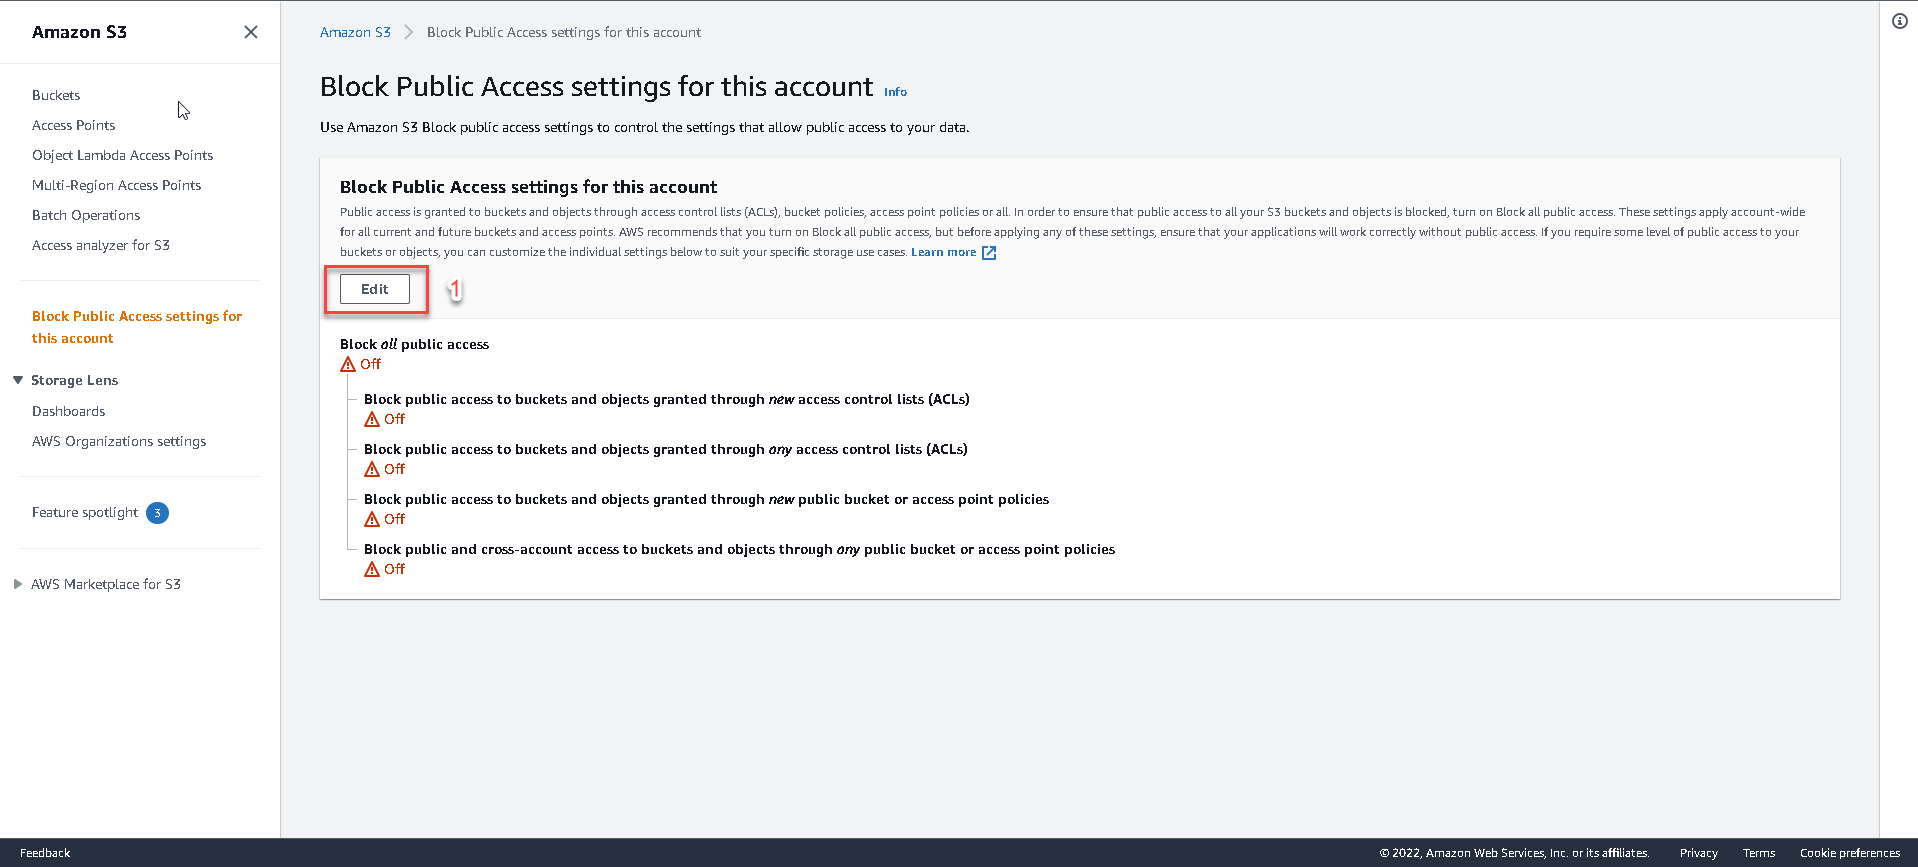 Amazon S3
Buckets
Access Points
Object Lambda Access Points
Multi-Region Access Points
Batch Operations
Access analyzer for S3
Block Public Access settings for
this account
Storage Lens
Dashboards
AWS Organizations settings
Feature spotlight 3
AWS Marketplace for S3
Amazon S3 > Block Public Access settings for this account
Block Public Access settings for this account Info
Use Amazon S3 Block public access settings to control the settings that allow public access to your data.
Block Public Access settings for this account
Public access is granted to buckets and objects through access control lists (ACLs), bucket policies, access point policies or all. In order to ensure that public access to all your S3 buckets and objects is blocked, turn on Block all public access. These settings apply account-wide
for all current and future buckets and access points. AWS recommends that you turn on Block all public access, but before applying any of these settings, ensure that your applications will work correctly without public access. If you require some level of public access to your
buckets or objects, you can customize the individual settings below to suit your specific storage use cases. Learn more
Edit 1
Block all public access
Off
Block public access to buckets and objects granted through new access control lists (ACLs)
Off
Block public access to buckets and objects granted through any access control lists (ACLs)
Off
Block public access to buckets and objects granted through new public bucket or access point policies
Off
Block public and cross-account access to buckets and objects through any public bucket or access point policies
Off
Feedback © 2022, Amazon Web Services, Inc. or its affiliates. Privacy Terms Cookie preferences